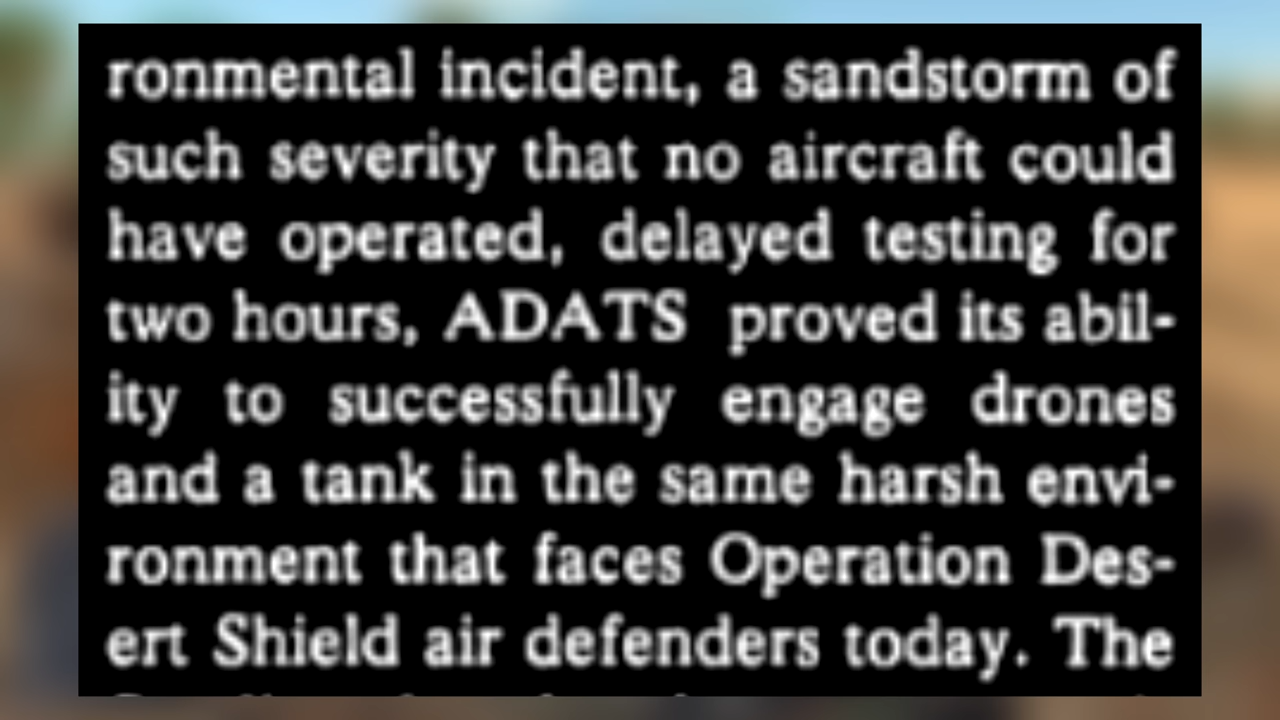 ronmental incident, a sandstorm of
such severity that no aircraft could
have operated, delayed testing for
two hours, ADATS proved its abil-
ity to successfully engage drones
and a tank in the same harsh envi-
ronment that faces Operation Des-
ert Shield air defenders today. The